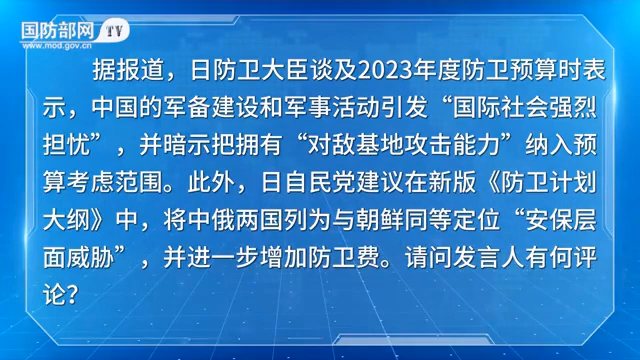 国防部网 TV
www.mod.gov.cn
据报道，日防卫大臣谈及2023年度防卫预算时表
示，中国的军备建设和军事活动引发“国际社会强烈
担忧”，并暗示把拥有“对敌基地攻击能力”纳入预
算考虑范围。此外，日自民党建议在新版《防卫计划
大纲》中，将中俄两国列为与朝鲜同等定位“安保层
面威胁”，并进一步增加防卫费。请问发言人有何评
论？